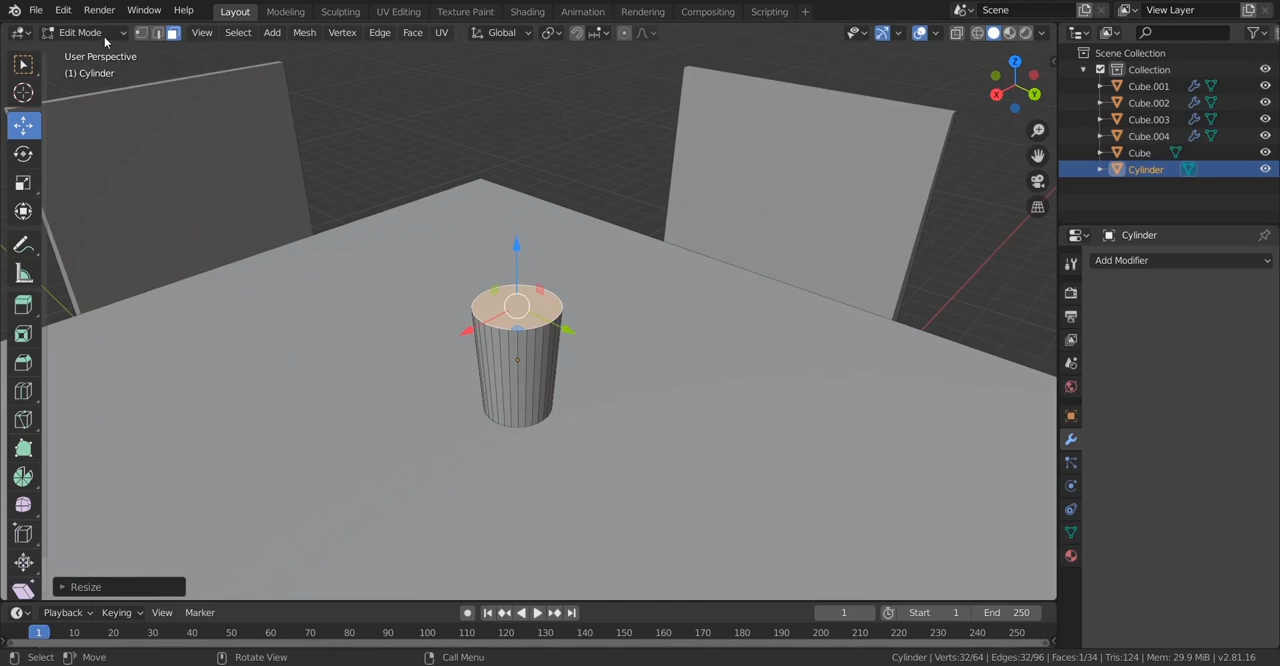 File Edit Render Window Help Layout Modeling Sculpting UV Editing Texture Paint Shading Animation Rendering Compositing Scripting + Scene View Layer
Edit Mode View Select Add Mesh Vertex Edge Face UV Global
User Perspective
(1) Cylinder
Scene Collection
Collection
Cube.001
Cube.002
Cube.003
Cube.004
Cube
Cylinder
Z
X
Y
Cylinder
Add Modifier
Resize
Playback Keying View Marker 1 Start 1 End 250
1 10 20 30 40 50 60 70 80 90 100 110 120 130 140 150 160 170 180 190 200 210 220 230 240 250
Select Move Rotate View Call Menu Cylinder | Verts:32/64 | Edges:32/96 | Faces:1/34 | Tris:124 | Mem: 29.9 MiB | v2.81.16